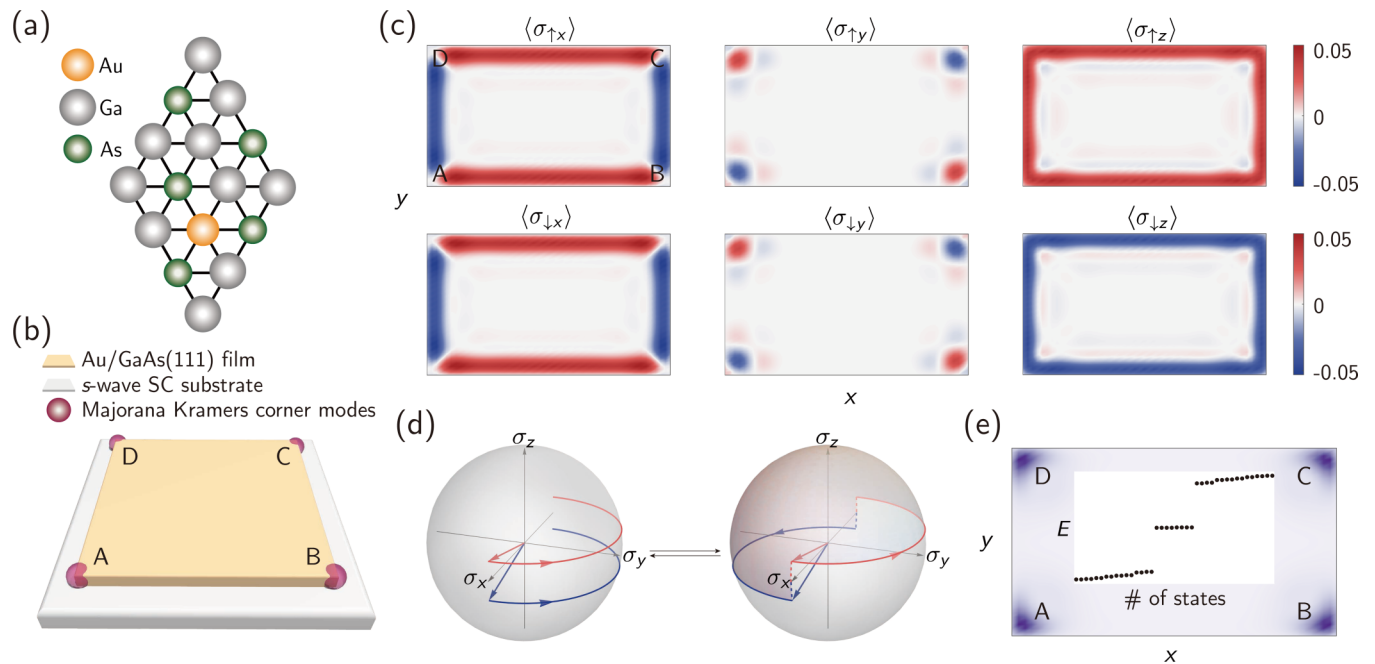 (a)
Au
Ga
As
(b)
Au/GaAs(111) film
s-wave SC substrate
Majorana Kramers corner modes
D
C
A
B
(c)
⟨σ↑x⟩
⟨σ↑y⟩
⟨σ↑z⟩
D
C
A
B
0.05
0
-0.05
y
⟨σ↓x⟩
⟨σ↓y⟩
⟨σ↓z⟩
0.05
0
-0.05
x
(d)
σz
σy
σx
σz
σy
σx
(e)
D
C
E
y
# of states
A
B
x